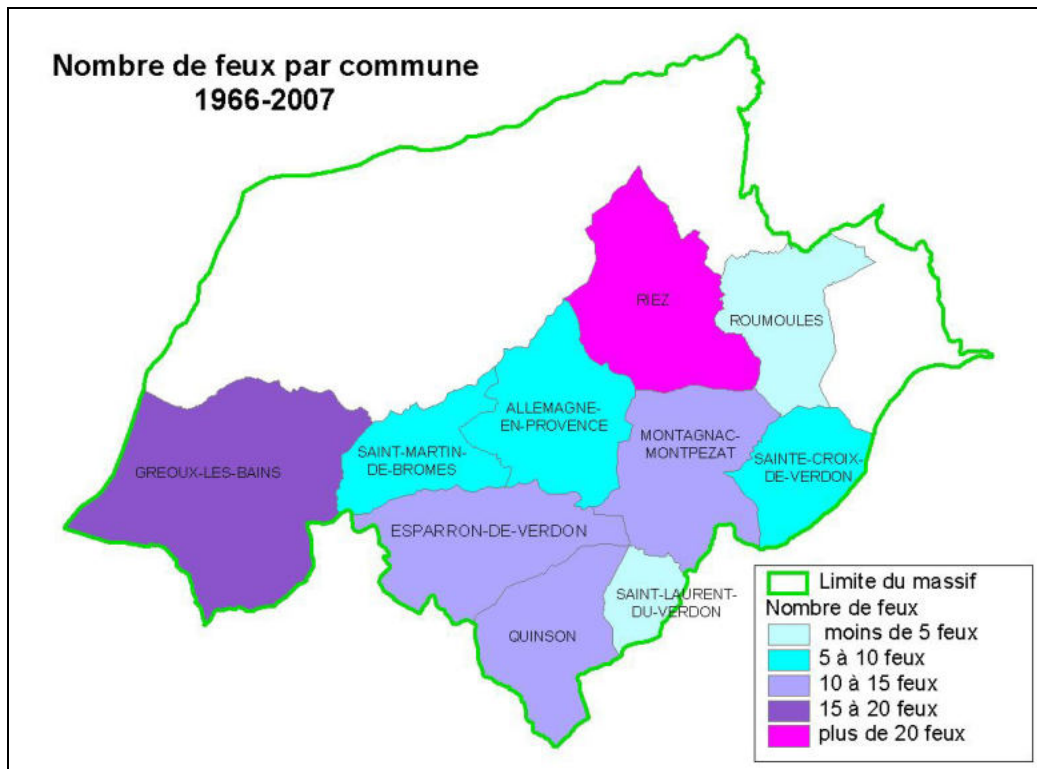 Nombre de feux par commune
1966-2007
RIEZ
ROUMOULES
ALLEMAGNE-
EN-PROVENCE
MONTAGNAC-
MONTPEZAT
SAINT-MARTIN-
DE-BROMES
SAINTE-CROIX-
DE-VERDON
GREOUX-LES-BAINS
ESPARRON-DE-VERDON
SAINT-LAURENT-
DU-VERDON
QUINSON
Limite du massif
Nombre de feux
moins de 5 feux
5 à 10 feux
10 à 15 feux
15 à 20 feux
plus de 20 feux